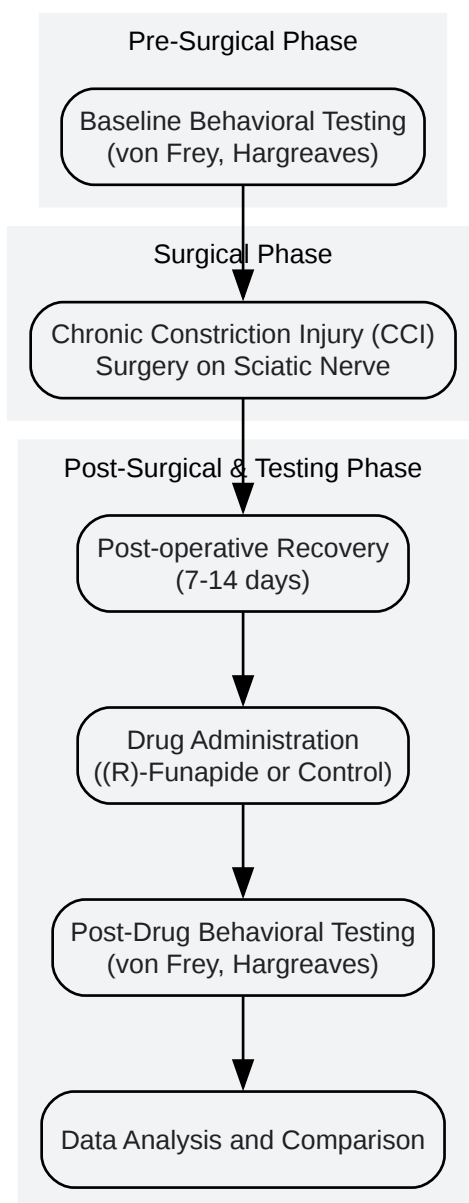 Pre-Surgical Phase
Baseline Behavioral Testing
(von Frey, Hargreaves)
Surgical Phase
Chronic Constriction Injury (CCI)
Surgery on Sciatic Nerve
Post-Surgical & Testing Phase
Post-operative Recovery
(7-14 days)
Drug Administration
((R)-Funapide or Control)
Post-Drug Behavioral Testing
(von Frey, Hargreaves)
Data Analysis and Comparison